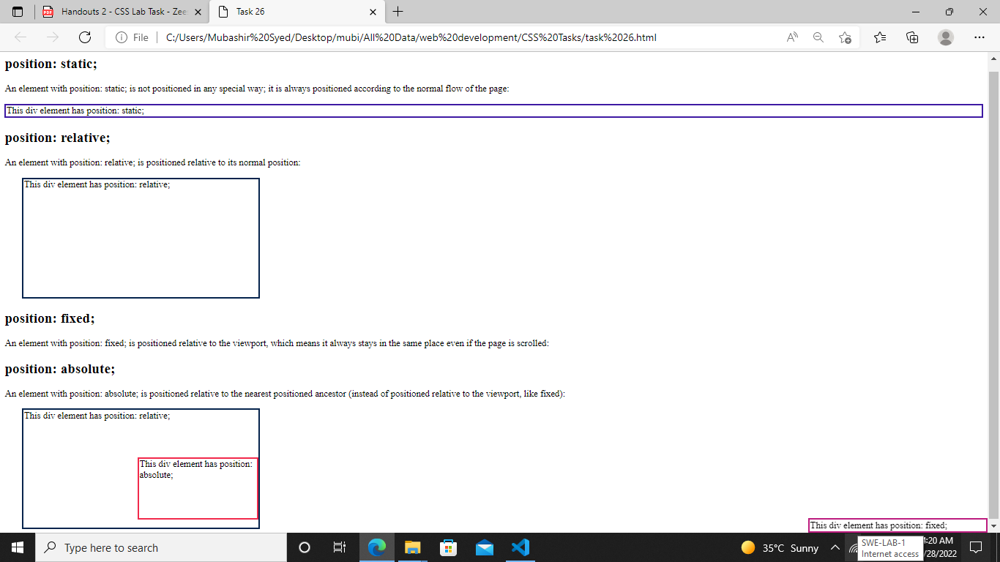 Handouts 2 - CSS Lab Task - Zee
Task 26
File
C:/Users/Mubashir%20Syed/Desktop/mubi/All%20Data/web%20development/CSS%20Tasks/task%2026.html
position: static;
An element with position: static; is not positioned in any special way; it is always positioned according to the normal flow of the page:
This div element has position: static;
position: relative;
An element with position: relative; is positioned relative to its normal position:
This div element has position: relative;
position: fixed;
An element with position: fixed; is positioned relative to the viewport, which means it always stays in the same place even if the page is scrolled:
position: absolute;
An element with position: absolute; is positioned relative to the nearest positioned ancestor (instead of positioned relative to the viewport, like fixed):
This div element has position: relative;
This div element has position:
absolute;
This div element has position: fixed;
Type here to search
35°C Sunny
SWE-LAB-1
Internet access
:20 AM
/28/2022